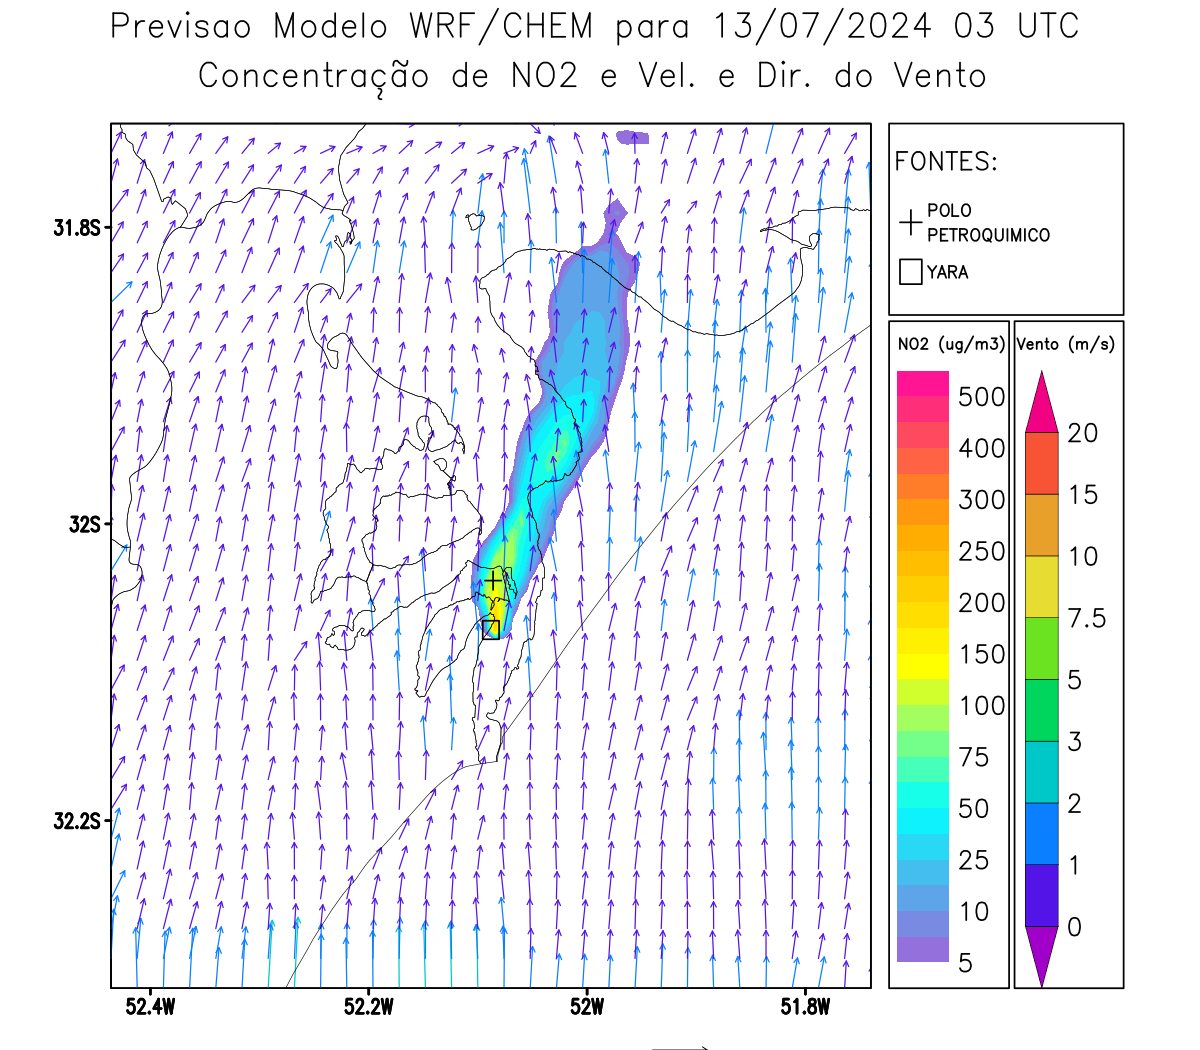 Previsao Modelo WRF/CHEM para 13/07/2024 03 UTC
Concentração de NO2 e Vel. e Dir. do Vento
FONTES:
POLO
PETROQUIMICO
YARA
31.8S
32S
32.2S
52.4W
52.2W
52W
51.8W
NO2 (ug/m3)
500
400
300
250
200
150
100
75
50
25
10
5
Vento (m/s)
20
15
10
7.5
5
3
2
1
0